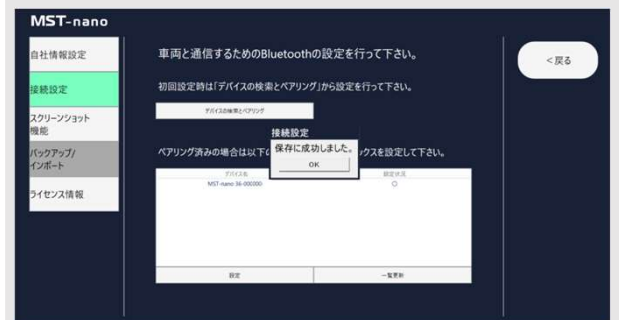 MST-nano
自社情報設定
接続設定
スクリーンショット
機能
バックアップ/
インポート
ライセンス情報
車両と通信するためのBluetoothの設定を行って下さい。
初回設定時は「デバイスの検索とペアリング」から設定を行って下さい。
デバイスの検索とペアリング
接続設定
保存に成功しました。
OK
ペアリング済みの場合は以下
ックスを設定して下さい。
デバイス名
設定状況
MST-nano 36-000000
○
設定
一覧更新
<戻る